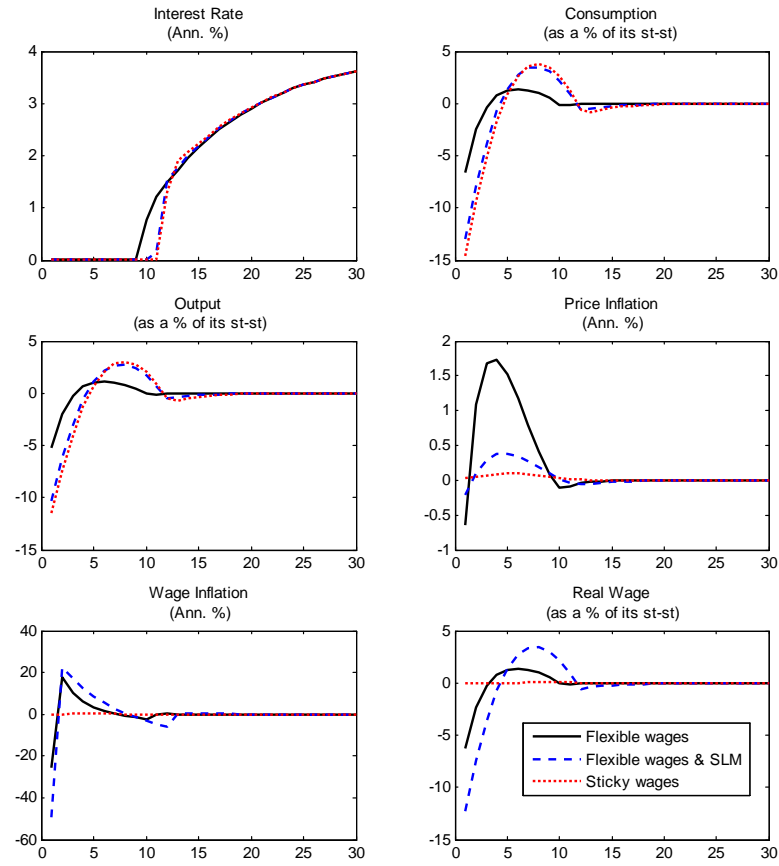 Interest Rate
(Ann. %)
4
3
2
1
0
0 5 10 15 20 25 30
Consumption
(as a % of its st-st)
5
0
-5
-10
-15
0 5 10 15 20 25 30
Output
(as a % of its st-st)
5
0
-5
-10
-15
0 5 10 15 20 25 30
Price Inflation
(Ann. %)
2
1.5
1
0.5
0
-0.5
1
0 5 10 15 20 25 30
Wage Inflation
(Ann. %)
40
20
0
-20
-40
-60
0 5 10 15 20 25 30
Real Wage
(as a % of its st-st)
5
0
-5
-10
-15
0 5 10 15 20 25 30
Flexible wages
Flexible wages & SLM
Sticky wages